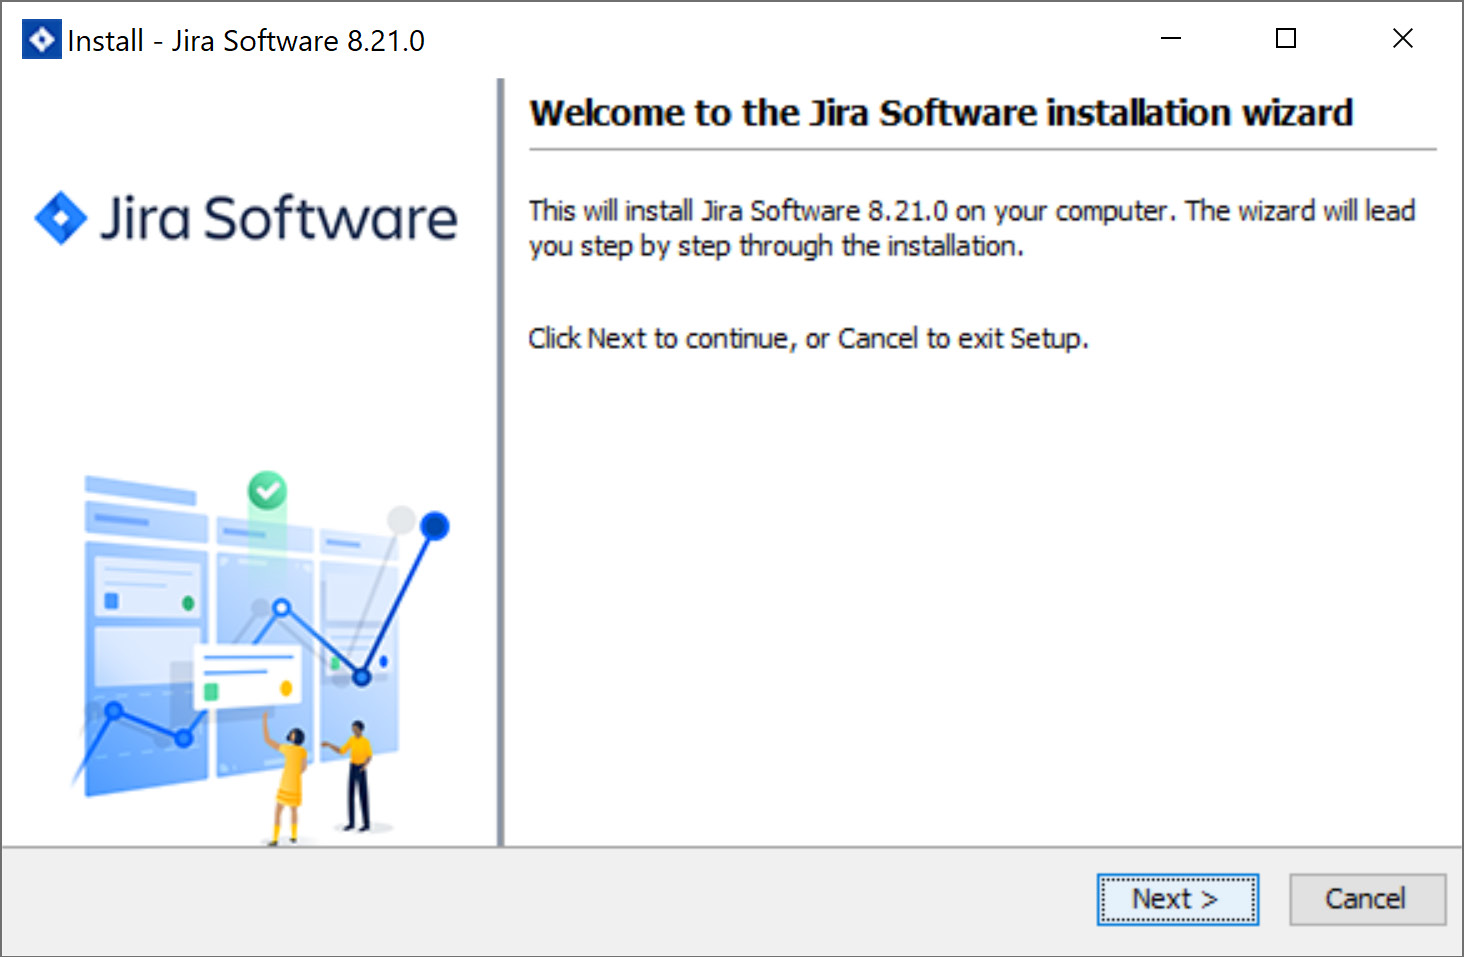 Install - Jira Software 8.21.0
Jira Software
Welcome to the Jira Software installation wizard
This will install Jira Software 8.21.0 on your computer. The wizard will lead
you step by step through the installation.
Click Next to continue, or Cancel to exit Setup.
Next >
Cancel